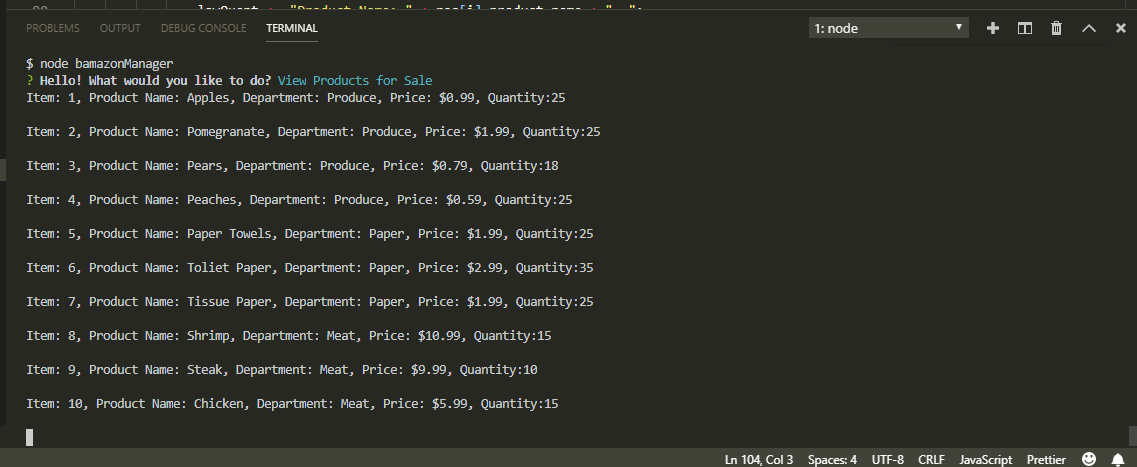 PROBLEMS OUTPUT DEBUG CONSOLE TERMINAL 1: node
$ node bamazonManager
? Hello! What would you like to do? View Products for Sale
Item: 1, Product Name: Apples, Department: Produce, Price: $0.99, Quantity:25
Item: 2, Product Name: Pomegranate, Department: Produce, Price: $1.99, Quantity:25
Item: 3, Product Name: Pears, Department: Produce, Price: $0.79, Quantity:18
Item: 4, Product Name: Peaches, Department: Produce, Price: $0.59, Quantity:25
Item: 5, Product Name: Paper Towels, Department: Paper, Price: $1.99, Quantity:25
Item: 6, Product Name: Toliet Paper, Department: Paper, Price: $2.99, Quantity:35
Item: 7, Product Name: Tissue Paper, Department: Paper, Price: $1.99, Quantity:25
Item: 8, Product Name: Shrimp, Department: Meat, Price: $10.99, Quantity:15
Item: 9, Product Name: Steak, Department: Meat, Price: $9.99, Quantity:10
Item: 10, Product Name: Chicken, Department: Meat, Price: $5.99, Quantity:15
Ln 104, Col 3 Spaces: 4 UTF-8 CRLF JavaScript Prettier